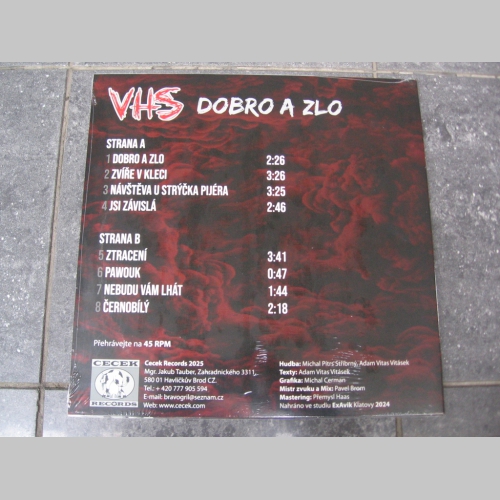 VHS DOBRO A ZLO
STRANA A
1 DOBRO A ZLO 2:26
2 ZVÍŘE V KLECI 3:26
3 NÁVŠTĚVA U STRÝČKA PIJÉRA 3:25
4 JSI ZÁVISLÁ 2:46
STRANA B
5 ZTRACENÍ 3:41
6 PAWOUK 0:47
7 NEBUDU VÁM LHÁT 1:44
8 ČERNOBÍLÝ 2:18
Přehrávejte na 45 RPM
CECEK
RECORDS
Cecek Records 2025
Mgr. Jakub Tauber, Zahradnického 3311,
580 01 Havlíčkův Brod CZ.
Tel.: + 420 777 905 594
E-mail: bravogril@seznam.cz
Web: www.cecek.com
Hudba: Michal Pitrs Stříbrný, Adam Vitas Vitásek
Texty: Adam Vitas Vitásek
Grafika: Michal Čerman
Mistr zvuku a Mix: Pavel Brom
Mastering: Přemysl Haas
Nahráno ve studiu ExAvik Klatovy 2024